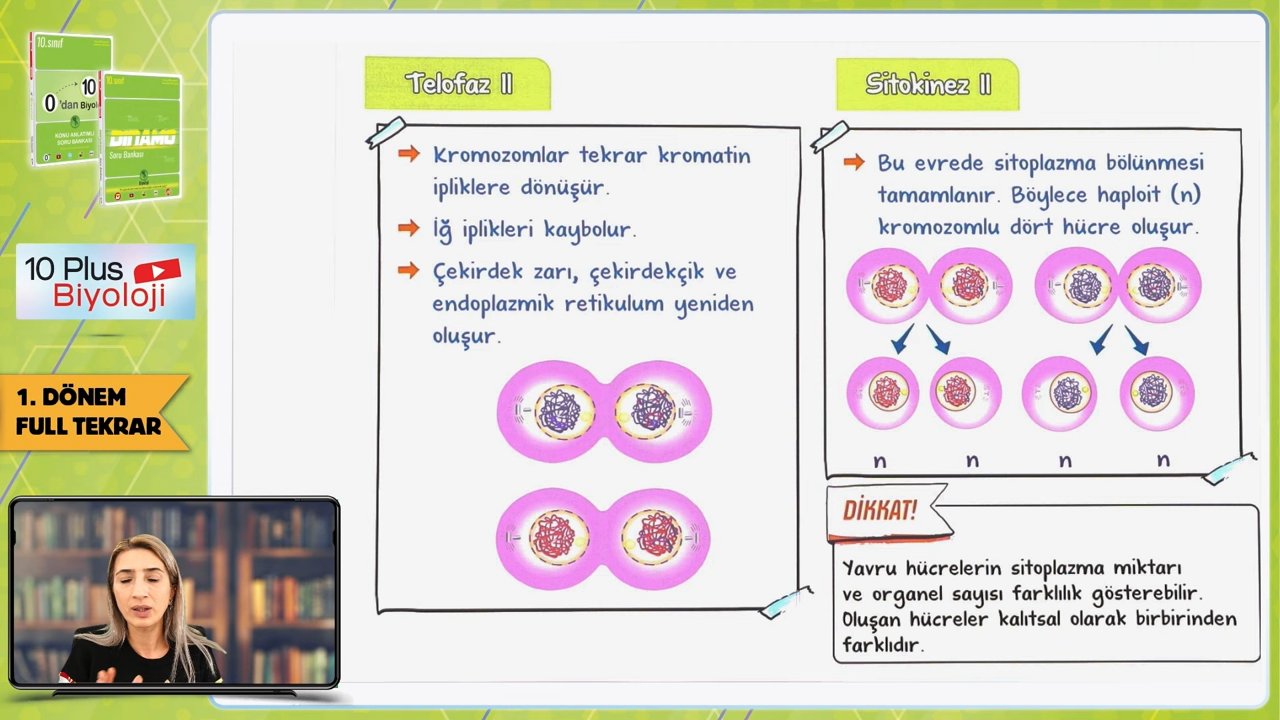 10.sınıf
0'dan 10
Biyol
KONU ANLATIMLI
SORU BANKASI
10.sınıf
DİNAMO
Soru Bankası
10 Plus
Biyoloji
1. DÖNEM
FULL TEKRAR
Telofaz II
Kromozomlar tekrar kromatin
ipliklere dönüşür.
İğ iplikleri kaybolur.
Çekirdek zarı, çekirdekçik ve
endoplazmik retikulum yeniden
oluşur.
Sitokinez II
Bu evrede sitoplazma bölünmesi
tamamlanır. Böylece haploit (n)
kromozomlu dört hücre oluşur.
n n n n
DİKKAT!
Yavru hücrelerin sitoplazma miktarı
ve organel sayısı farklılık gösterebilir.
Oluşan hücreler kalıtsal olarak birbirinden
farklıdır.